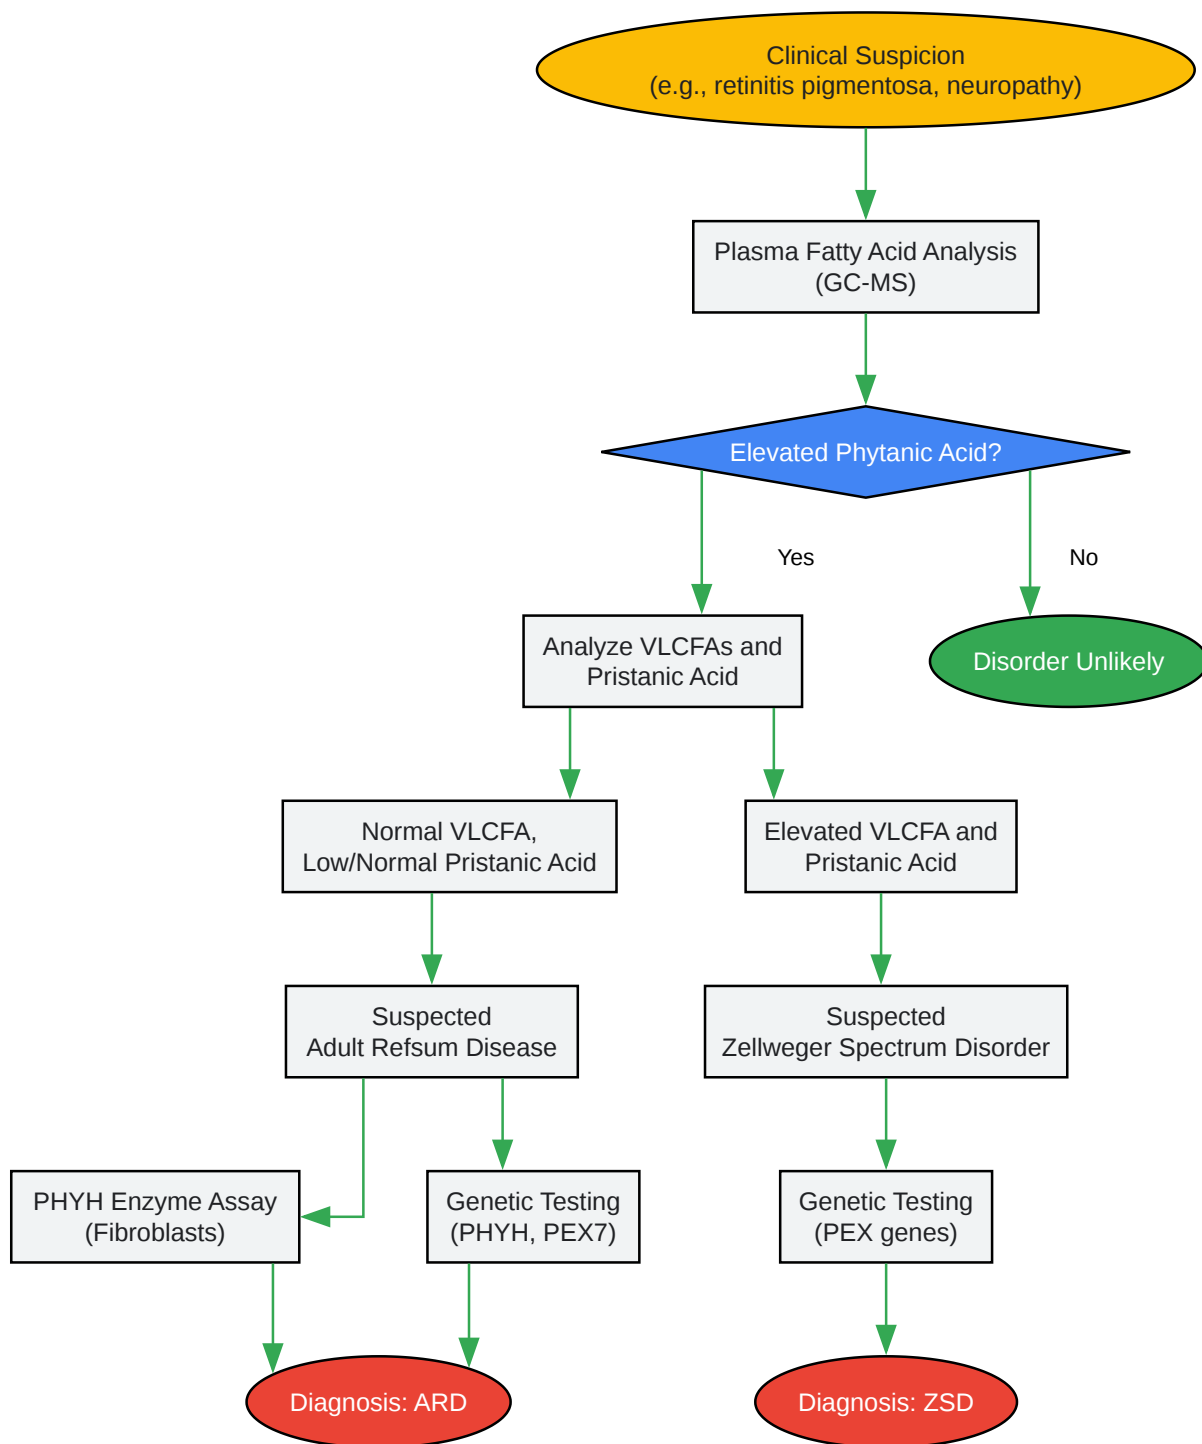 Clinical Suspicion
(e.g., retinitis pigmentosa, neuropathy)
Plasma Fatty Acid Analysis
(GC-MS)
Elevated Phytanic Acid?
Yes
No
Analyze VLCFAs and
Pristanic Acid
Disorder Unlikely
Normal VLCFA,
Low/Normal Pristanic Acid
Elevated VLCFA and
Pristanic Acid
Suspected
Adult Refsum Disease
Suspected
Zellweger Spectrum Disorder
PHYH Enzyme Assay
(Fibroblasts)
Genetic Testing
(PHYH, PEX7)
Genetic Testing
(PEX genes)
Diagnosis: ARD
Diagnosis: ZSD